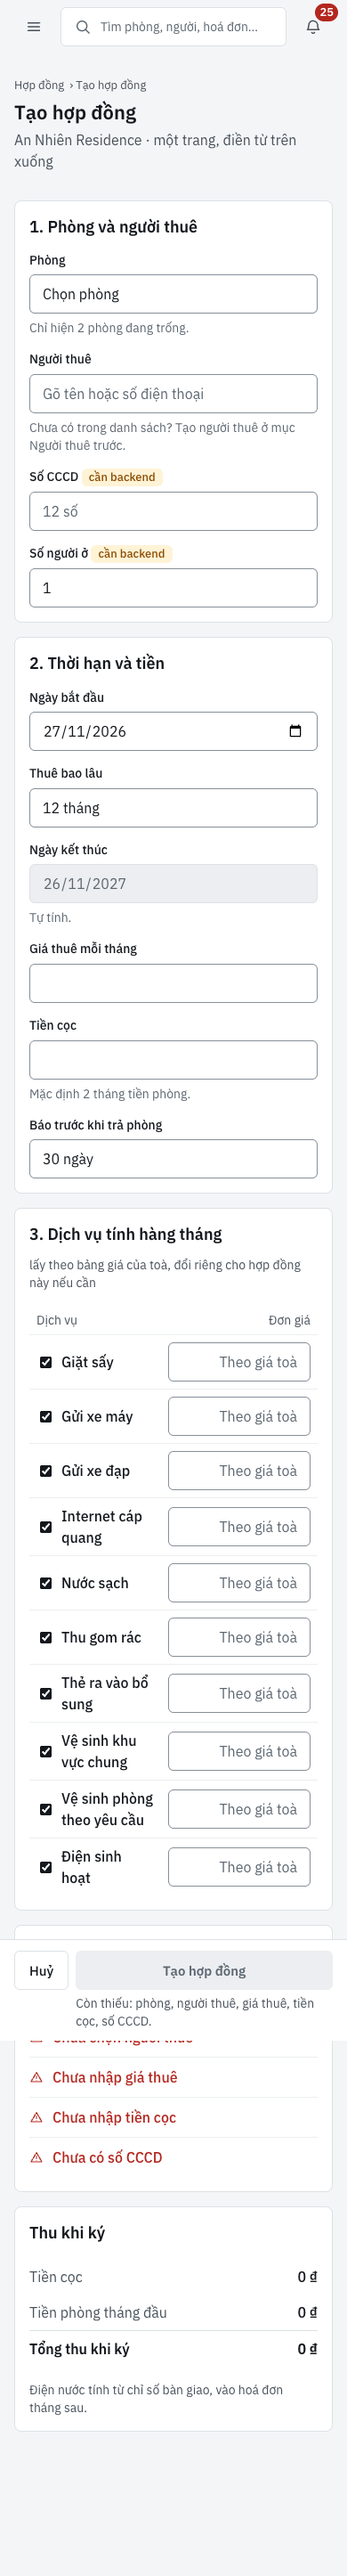 Tìm phòng, người, hoá đơn...
25
Hợp đồng › Tạo hợp đồng
Tạo hợp đồng
An Nhiên Residence · một trang, điền từ trên
xuống
1. Phòng và người thuê
Phòng
Chọn phòng
Chỉ hiện 2 phòng đang trống.
Người thuê
Gõ tên hoặc số điện thoại
Chưa có trong danh sách? Tạo người thuê ở mục
Người thuê trước.
Số CCCD cần backend
12 số
Số người ở cần backend
1
2. Thời hạn và tiền
Ngày bắt đầu
27/11/2026
Thuê bao lâu
12 tháng
Ngày kết thúc
26/11/2027
Tự tính.
Giá thuê mỗi tháng
Tiền cọc
Mặc định 2 tháng tiền phòng.
Báo trước khi trả phòng
30 ngày
3. Dịch vụ tính hàng tháng
lấy theo bảng giá của toà, đổi riêng cho hợp đồng
này nếu cần
Dịch vụ Đơn giá
Giặt sấy Theo giá toà
Gửi xe máy Theo giá toà
Gửi xe đạp Theo giá toà
Internet cáp
quang Theo giá toà
Nước sạch Theo giá toà
Thu gom rác Theo giá toà
Thẻ ra vào bổ
sung Theo giá toà
Vệ sinh khu
vực chung Theo giá toà
Vệ sinh phòng
theo yêu cầu Theo giá toà
Điện sinh
hoạt Theo giá toà
Huỷ Tạo hợp đồng
Còn thiếu: phòng, người thuê, giá thuê, tiền
cọc, số CCCD.
Chưa chọn người thuê
Chưa nhập giá thuê
Chưa nhập tiền cọc
Chưa có số CCCD
Thu khi ký
Tiền cọc 0 ₫
Tiền phòng tháng đầu 0 ₫
Tổng thu khi ký 0 ₫
Điện nước tính từ chỉ số bàn giao, vào hoá đơn
tháng sau.